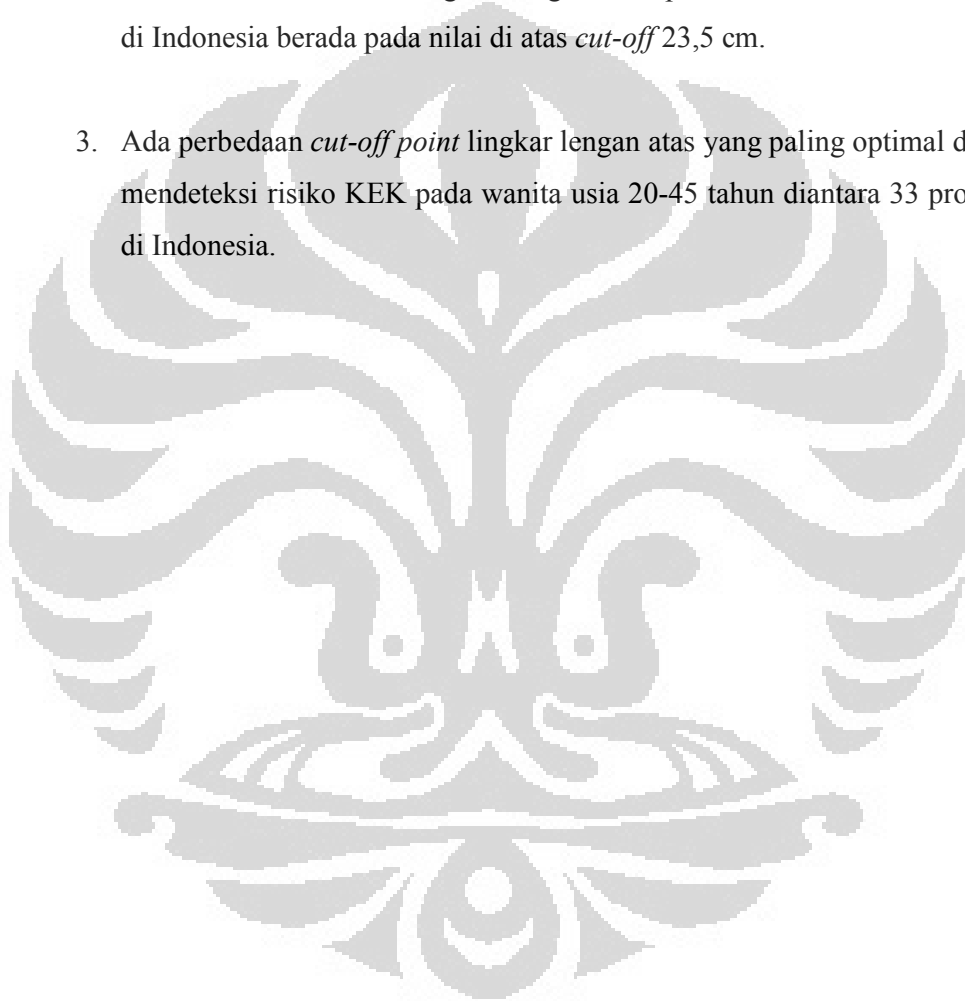 di Indonesia berada pada nilai di atas cut-off 23,5 cm.
3. Ada perbedaan cut-off point lingkar lengan atas yang paling optimal
mendeteksi risiko KEK pada wanita usia 20-45 tahun diantara 33
di Indonesia.